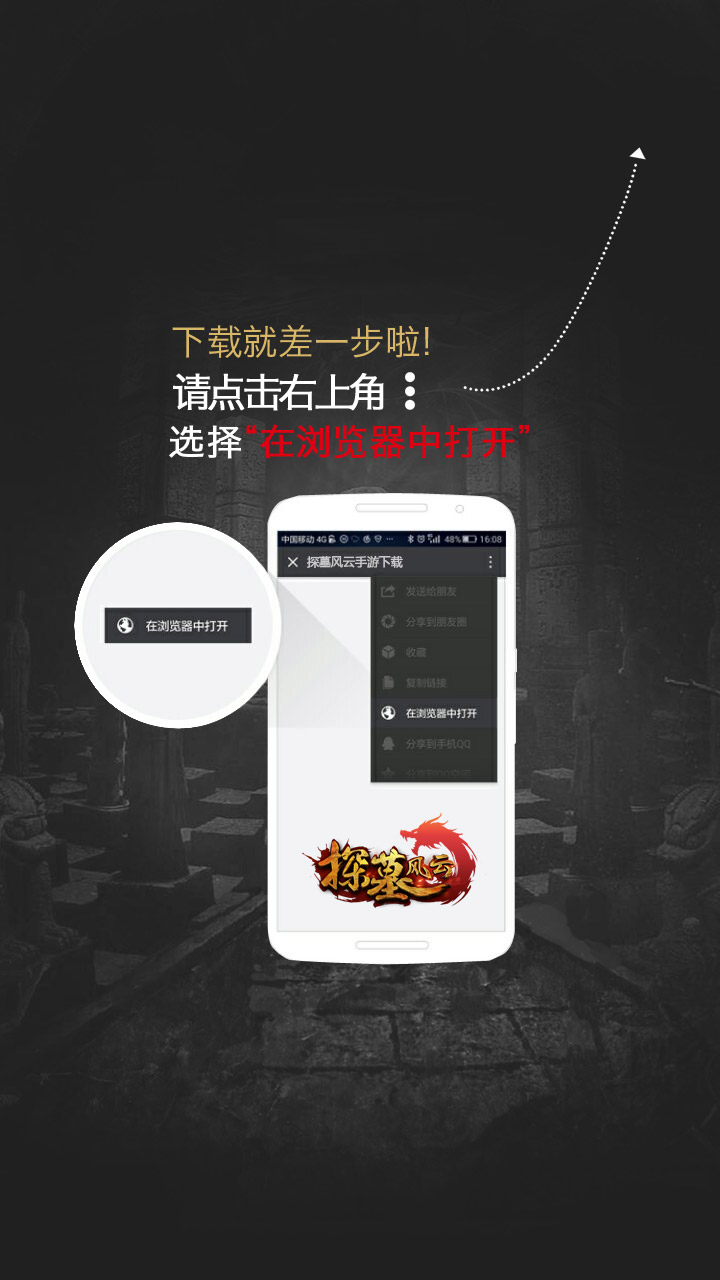 下载就差一步啦!
请点击右上角
选择“在浏览器中打开”
中国移动 4G 48% 16:08
探墓风云手游下载
发送给朋友
分享到朋友圈
收藏
复制链接
在浏览器中打开
在浏览器中打开
分享到手机QQ
探墓风云